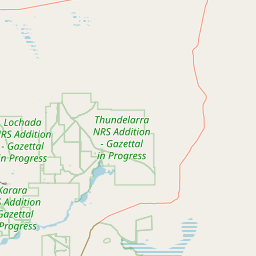 Thundelarra
NRS Addition
- Gazettal
in Progress
Lochada
NRS Addition
- Gazettal
in Progress
Karara
S Addition
Gazettal
Progress